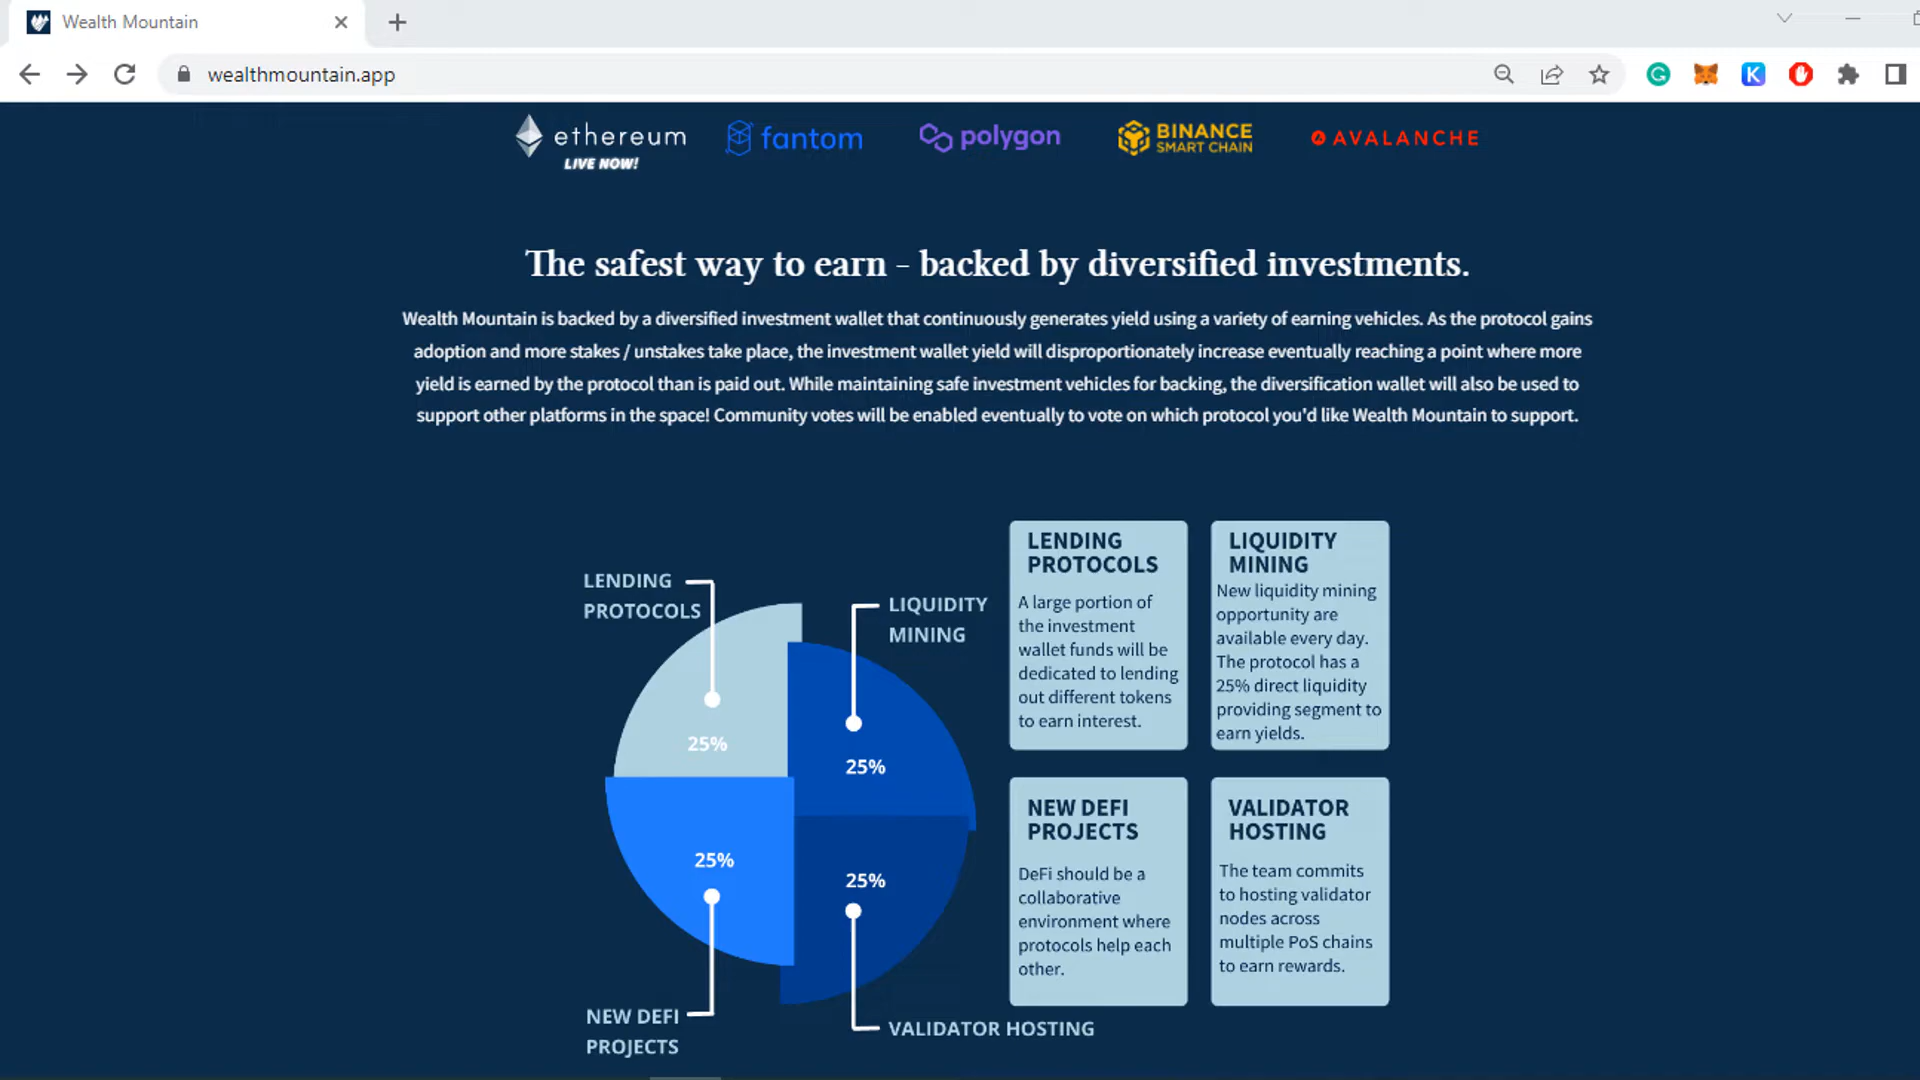 Wealth Mountain
wealthmountain.app
ethereum
LIVE NOW!
fantom
polygon
BINANCE
SMART CHAIN
AVALANCHE
The safest way to earn - backed by diversified investments.
Wealth Mountain is backed by a diversified investment wallet that continuously generates yield using a variety of earning vehicles. As the protocol gains
adoption and more stakes / unstakes take place, the investment wallet yield will disproportionately increase eventually reaching a point where more
yield is earned by the protocol than is paid out. While maintaining safe investment vehicles for backing, the diversification wallet will also be used to
support other platforms in the space! Community votes will be enabled eventually to vote on which protocol you'd like Wealth Mountain to support.
LENDING
PROTOCOLS
25%
LIQUIDITY
MINING
25%
25%
NEW DEFI
PROJECTS
25%
VALIDATOR HOSTING
LENDING
PROTOCOLS
A large portion of
the investment
wallet funds will be
dedicated to lending
out different tokens
to earn interest.
LIQUIDITY
MINING
New liquidity mining
opportunity are
available every day.
The protocol has a
25% direct liquidity
providing segment to
earn yields.
NEW DEFI
PROJECTS
DeFi should be a
collaborative
environment where
protocols help each
other.
VALIDATOR
HOSTING
The team commits
to hosting validator
nodes across
multiple PoS chains
to earn rewards.